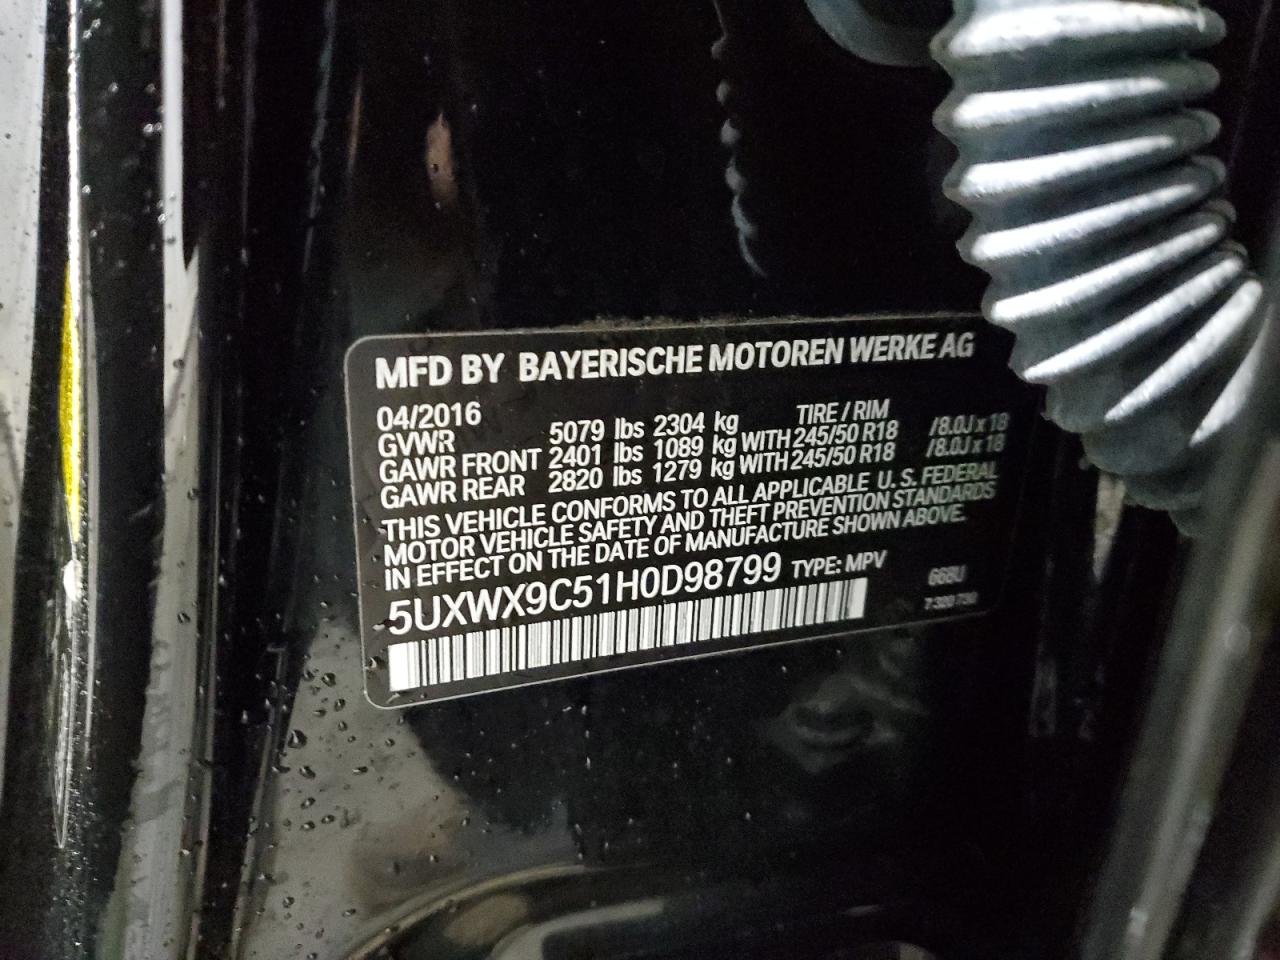 MFD BY BAYERISCHE MOTOREN WERKE AG
04/2016 TIRE / RIM
GVWR 5079 lbs 2304 kg
GAWR FRONT 2401 lbs 1089 kg WITH 245/50 R18 /8.0J x 18
GAWR REAR 2820 lbs 1279 kg WITH 245/50 R18 /8.0J x 18
THIS VEHICLE CONFORMS TO ALL APPLICABLE U. S. FEDERAL
MOTOR VEHICLE SAFETY AND THEFT PREVENTION STANDARDS
IN EFFECT ON THE DATE OF MANUFACTURE SHOWN ABOVE.
5UXWX9C51H0D98799 TYPE: MPV